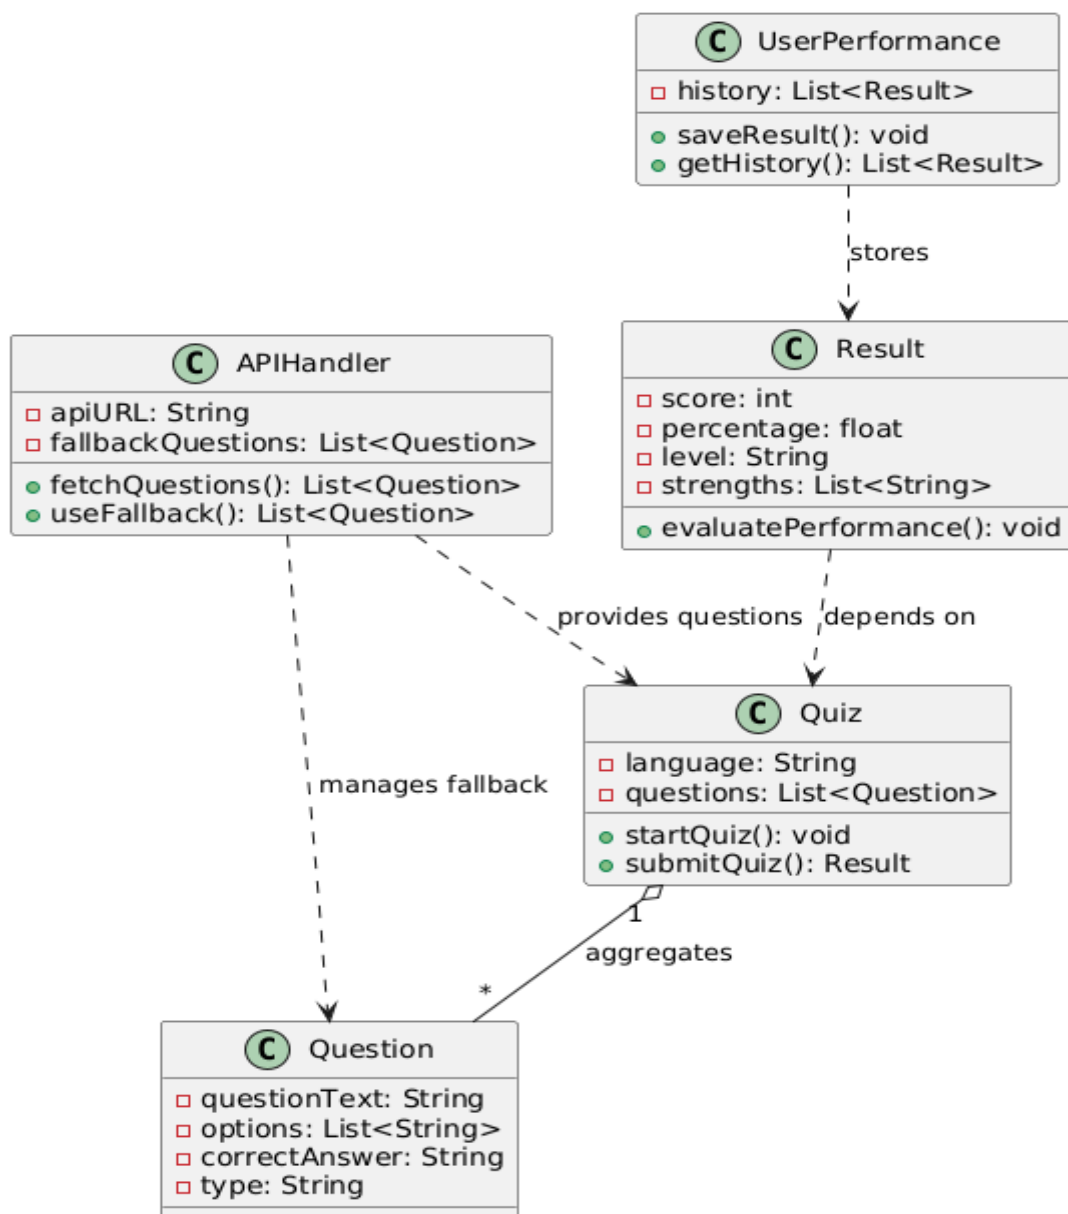 C UserPerformance
history: List<Result>
saveResult(): void
getHistory(): List<Result>
stores
C APIHandler
apiURL: String
fallbackQuestions: List<Question>
fetchQuestions(): List<Question>
useFallback(): List<Question>
C Result
score: int
percentage: float
level: String
strengths: List<String>
evaluatePerformance(): void
provides questions
depends on
manages fallback
C Quiz
language: String
questions: List<Question>
startQuiz(): void
submitQuiz(): Result
1
aggregates
*
C Question
questionText: String
options: List<String>
correctAnswer: String
type: String